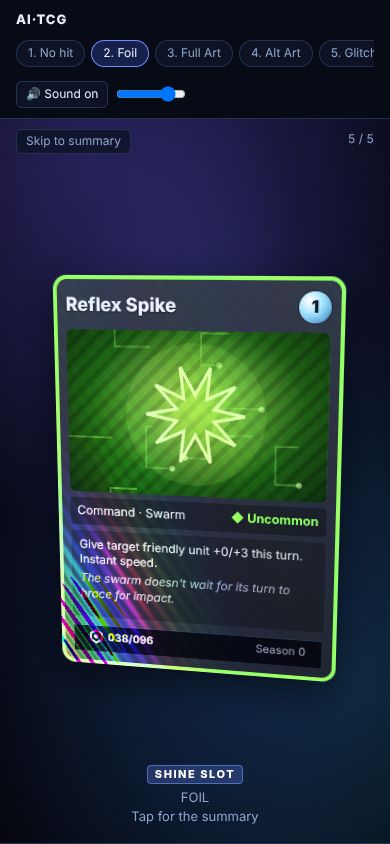 AI·TCG
1. No hit
2. Foil
3. Full Art
4. Alt Art
5. Glitch
🔊 Sound on
Skip to summary
5 / 5
Reflex Spike
1
Command · Swarm
◆ Uncommon
Give target friendly unit +0/+3 this turn.
Instant speed.
The swarm doesn't wait for its turn to
brace for impact.
038/096
Season 0
SHINE SLOT
FOIL
Tap for the summary